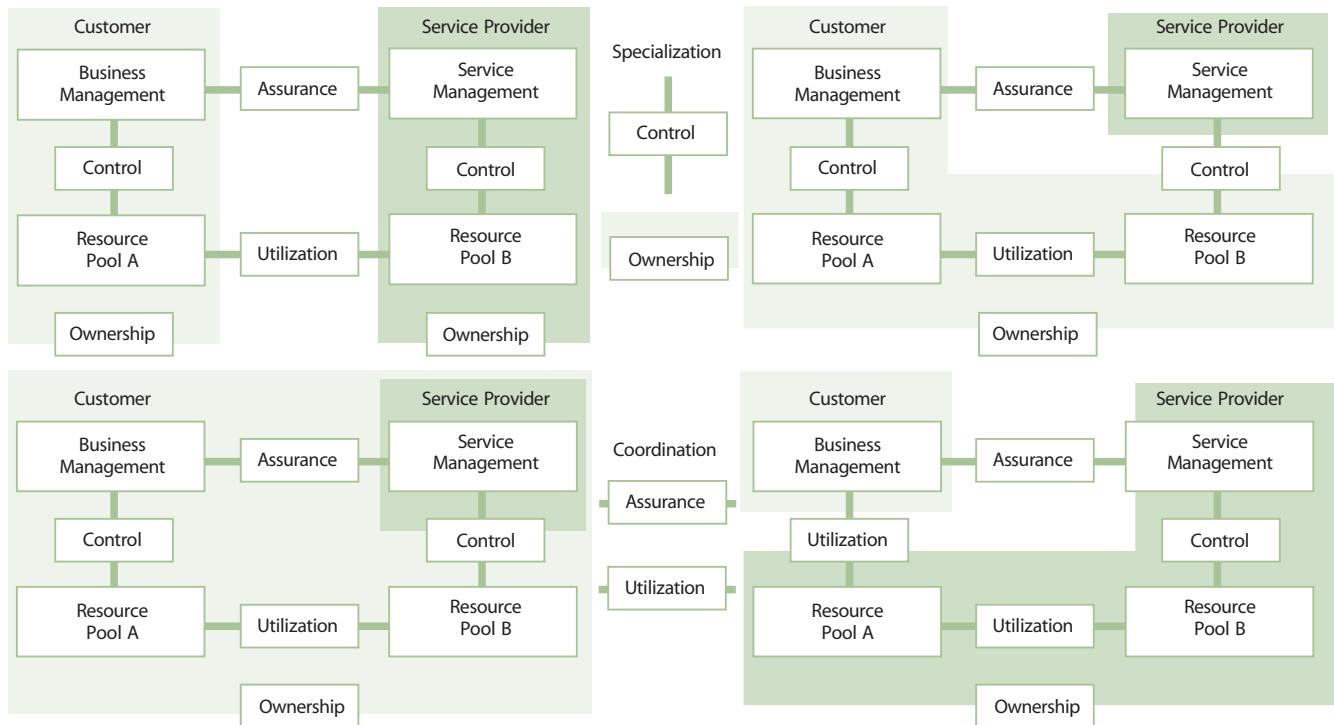 Customer
Service Provider
Business
Management
Assurance
Service
Management
Control
Control
Resource
Pool A
Utilization
Resource
Pool B
Ownership
Ownership
Specialization
Control
Ownership
Customer
Service Provider
Business
Management
Assurance
Service
Management
Control
Control
Resource
Pool A
Utilization
Resource
Pool B
Ownership
Customer
Service Provider
Business
Management
Assurance
Service
Management
Control
Control
Resource
Pool A
Utilization
Resource
Pool B
Ownership
Coordination
Assurance
Utilization
Customer
Service Provider
Business
Management
Assurance
Service
Management
Utilization
Control
Resource
Pool A
Utilization
Resource
Pool B
Ownership